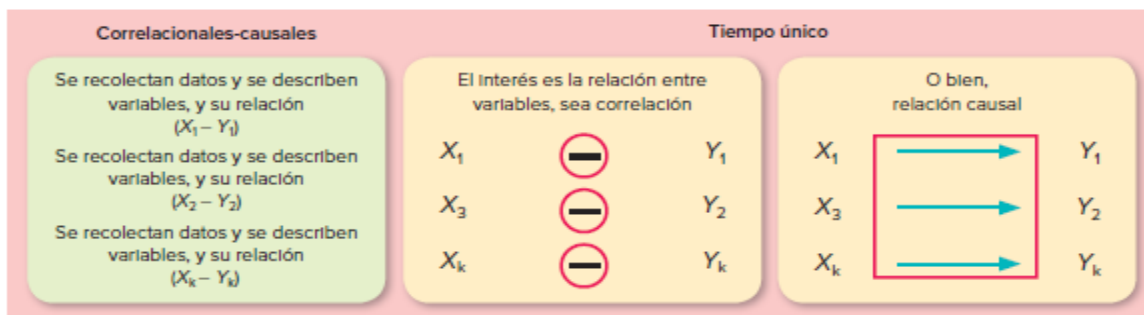 Correlacionales-causales
Tiempo único
Se recolectan datos y se describen
variables, y su relación
(X₁ – Y₁)
Se recolectan datos y se describen
variables, y su relación
(X₂ – Y₂)
Se recolectan datos y se describen
variables, y su relación
(Xₖ – Yₖ)
El interés es la relación entre
variables, sea correlación
X₁ Y₁
X₃ Y₂
Xₖ Yₖ
O bien,
relación causal
X₁ Y₁
X₃ Y₂
Xₖ Yₖ